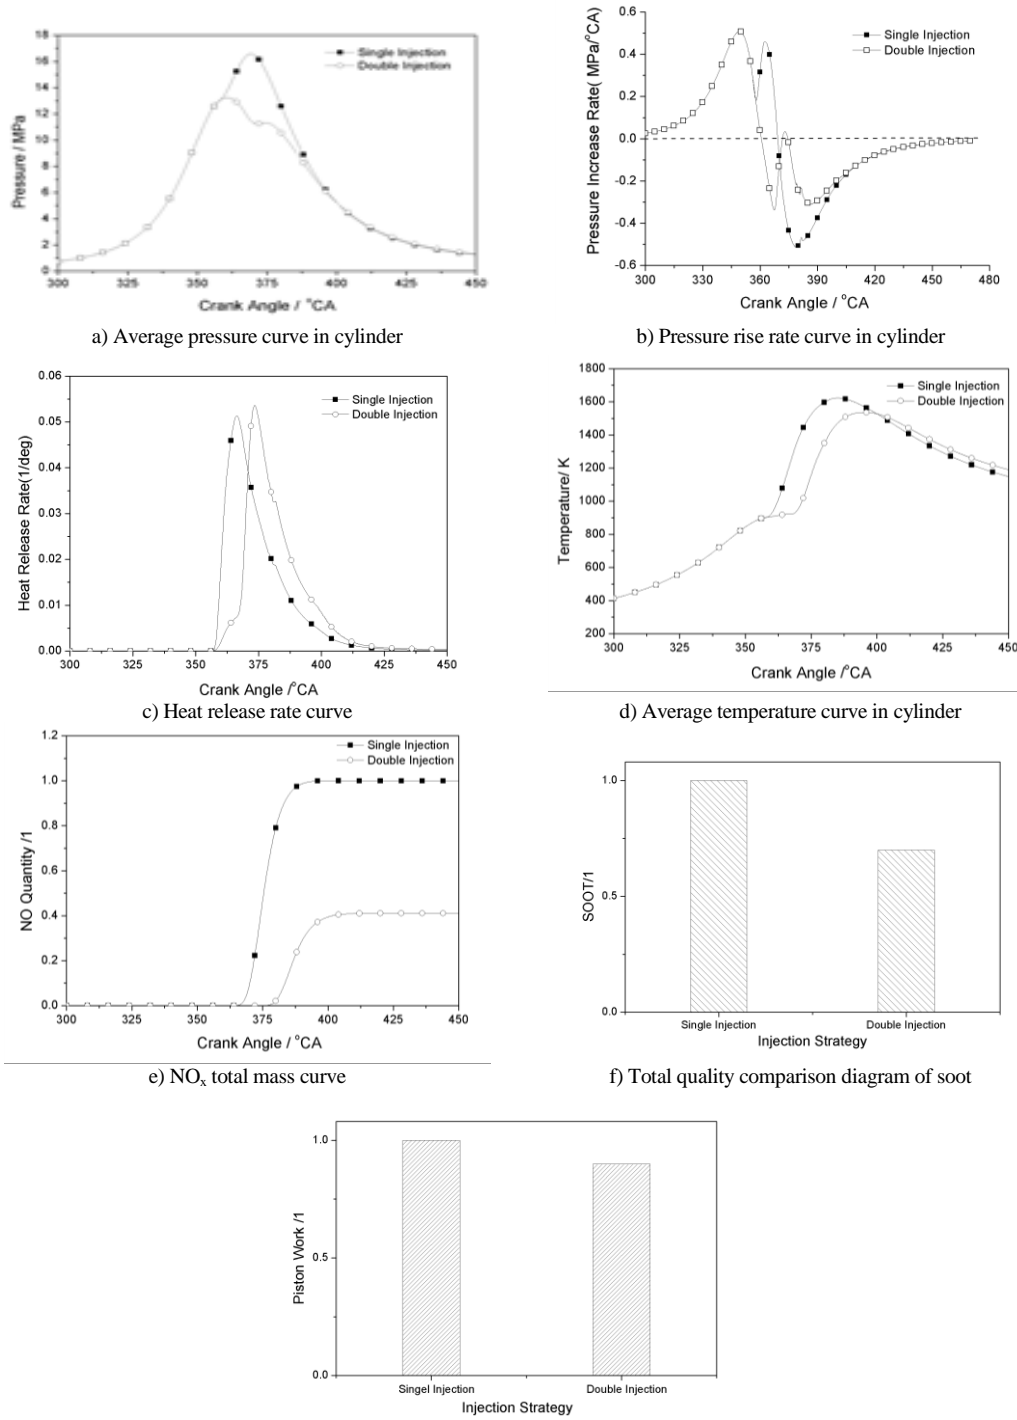 18
16
14
12
10
8
6
4
2
0
Pressure / MPa
Single Injection
Double Injection
300 325 350 375 400 425 450
Crank Angle / °CA
a) Average pressure curve in cylinder
0.6
0.4
0.2
0.0
-0.2
-0.4
-0.6
Pressure Increase Rate( MPa/°CA)
Single Injection
Double Injection
300 330 360 390 420 450 480
Crank Angle / °CA
b) Pressure rise rate curve in cylinder
0.06
0.05
0.04
0.03
0.02
0.01
0.00
Heat Release Rate(1/deg)
Single Injection
Double Injection
300 325 350 375 400 425 450
Crank Angle /°CA
c) Heat release rate curve
1800
1600
1400
1200
1000
800
600
400
200
Temperature/ K
Single Injection
Double Injection
300 325 350 375 400 425 450
Crank Angle /°CA
d) Average temperature curve in cylinder
1.2
1.0
0.8
0.6
0.4
0.2
0.0
NO Quantity /1
Single Injection
Double Injection
300 325 350 375 400 425 450
Crank Angle / °CA
e) NOx total mass curve
1.0
0.5
0.0
SOOT/1
Single Injection Double Injection
Injection Strategy
f) Total quality comparison diagram of soot
1.0
0.5
0.0
Piston Work /1
Singel Injection Double Injection
Injection Strategy